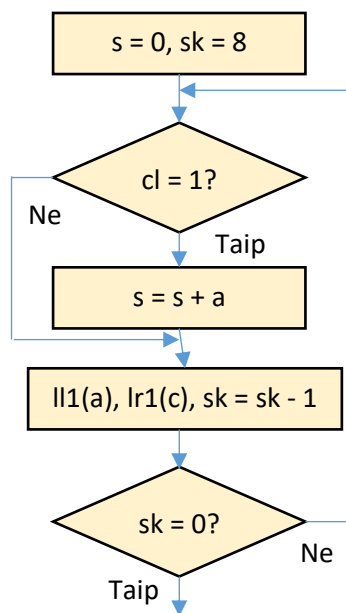 s = 0, sk = 8
cl = 1?
Ne
Taip
s = s + a
ll1(a), lr1(c), sk = sk - 1
sk = 0?
Ne
Taip